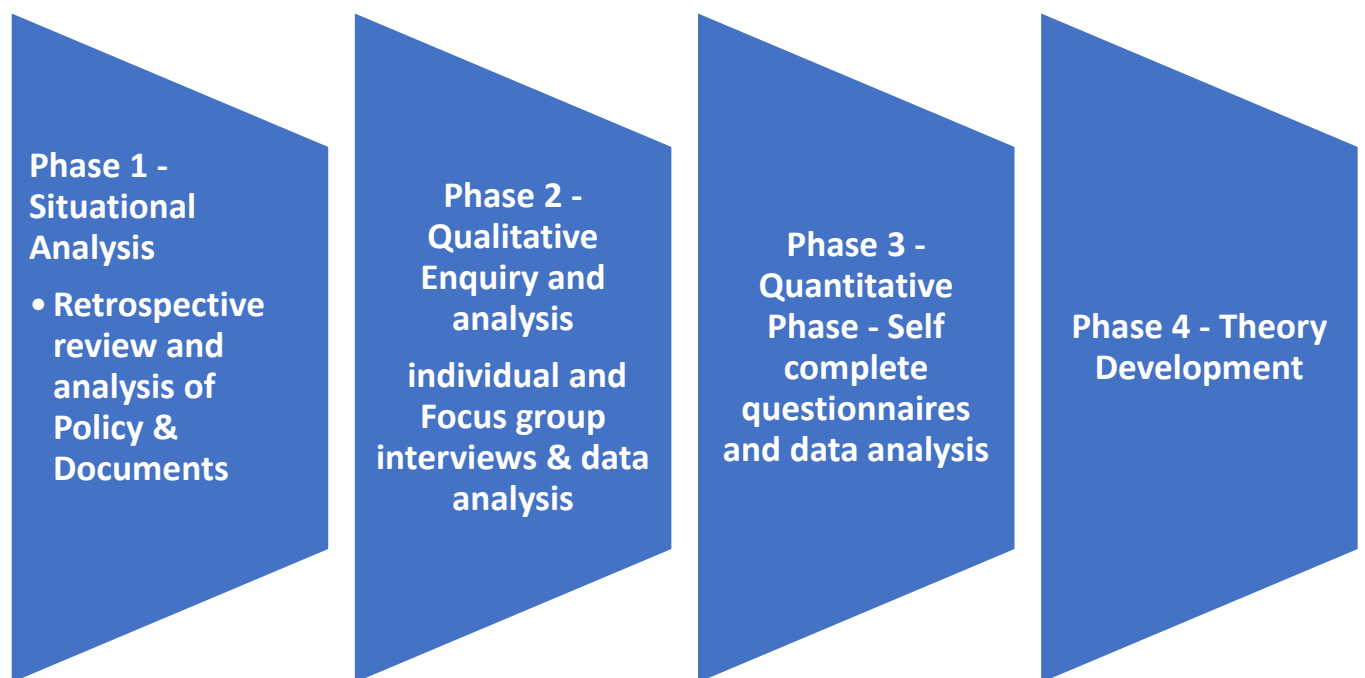 Phase 1 -
Situational
Analysis
• Retrospective
review and
analysis of
Policy &
Documents
Phase 2 -
Qualitative
Enquiry and
analysis
individual and
Focus group
interviews & data
analysis
Phase 3 -
Quantitative
Phase - Self
complete
questionnaires
and data analysis
Phase 4 - Theory
Development